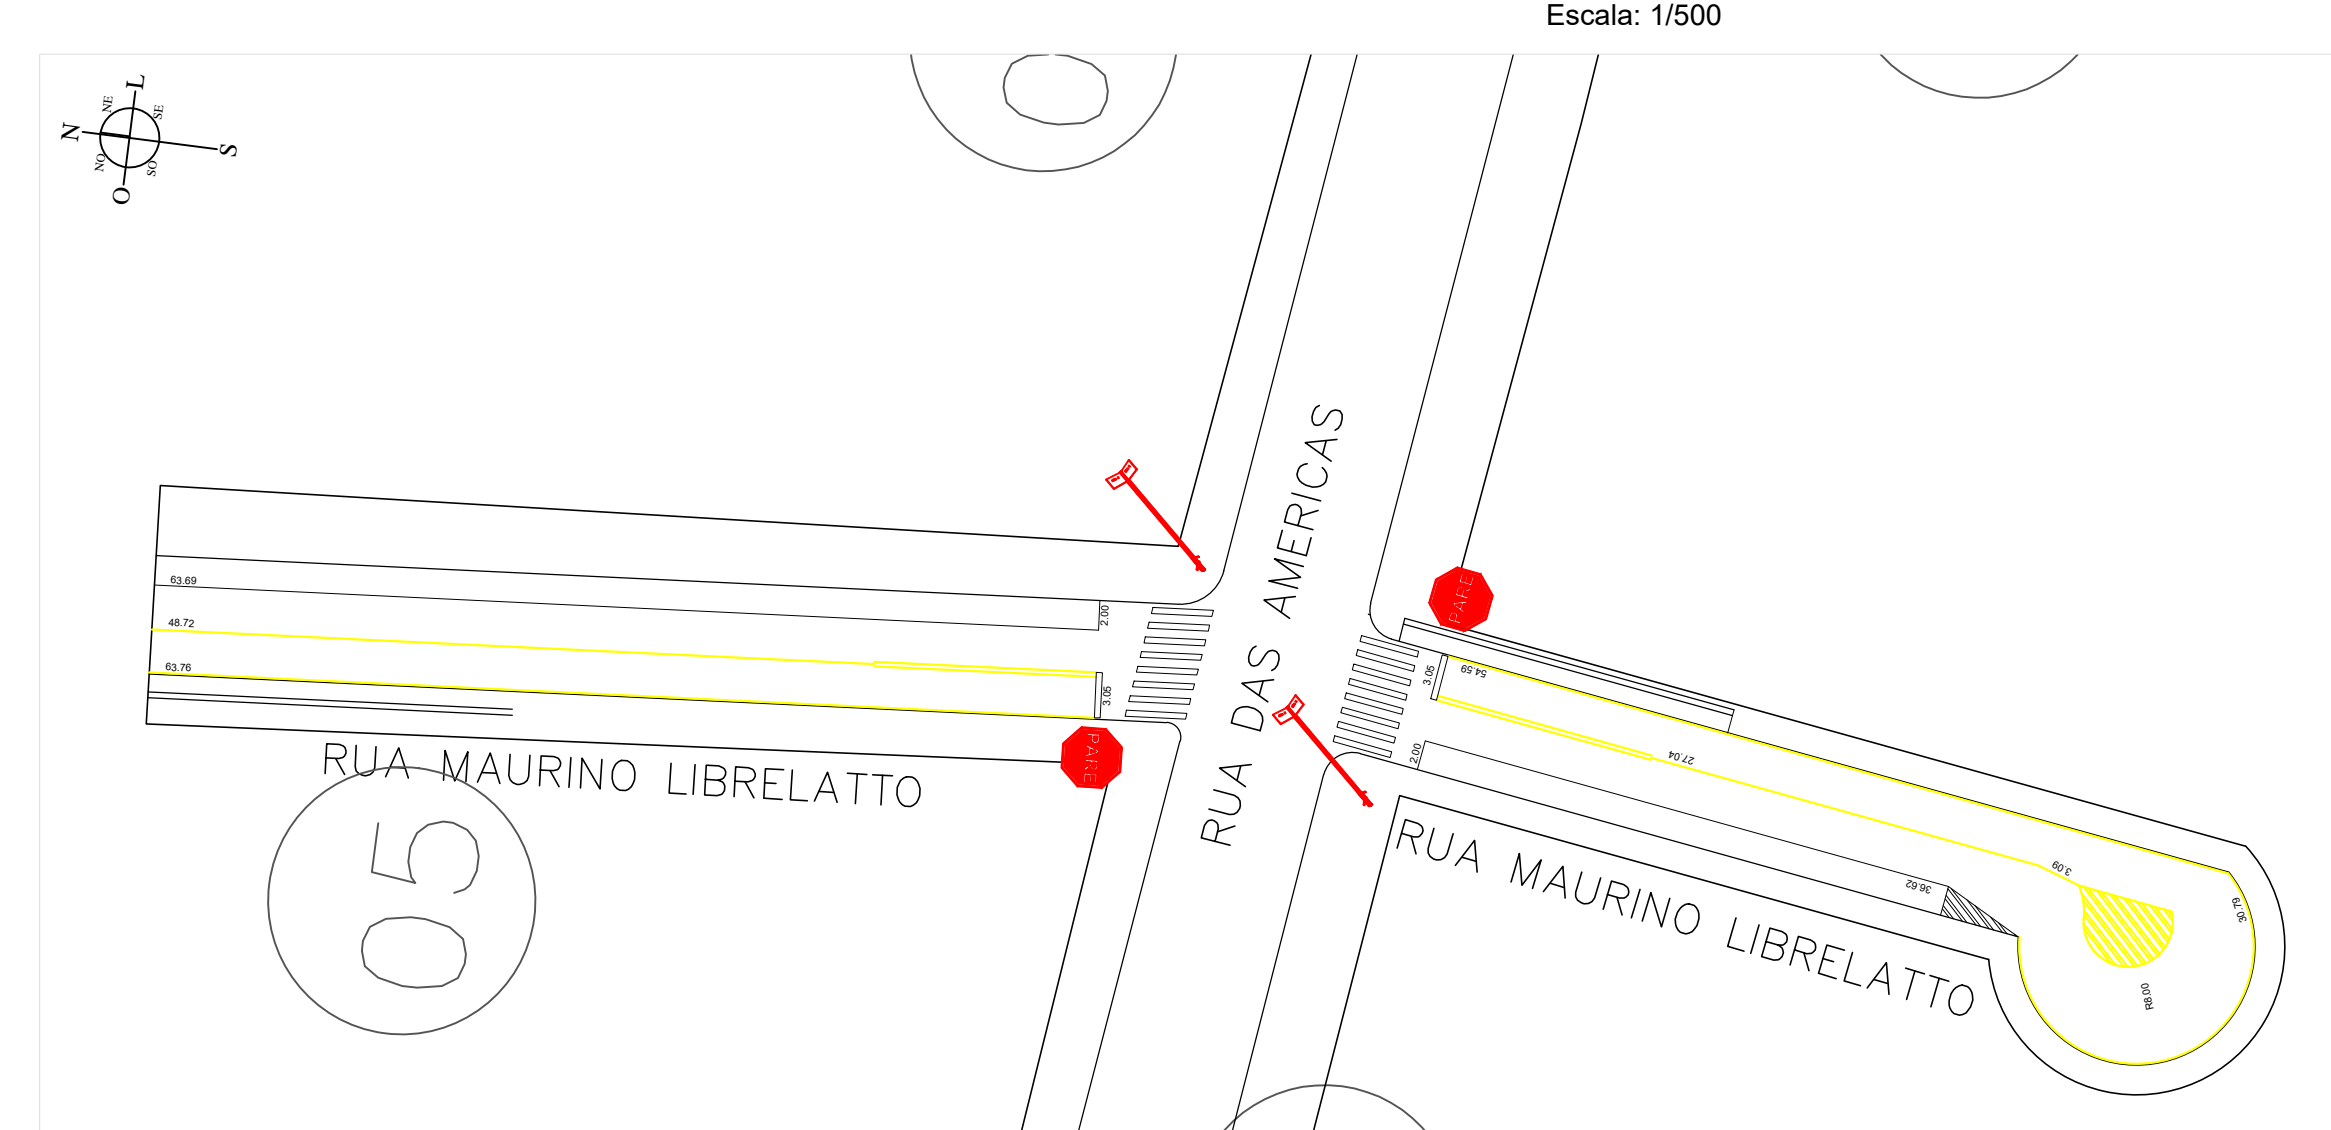 Escala: 1/500
L
NE
SE
N
S
NO
SO
O
0
63.69
48.72
63.76
2.00
3.05
PARE
RUA MAURINO LIBRELATTO
05
RUA DAS AMERICAS
PARE
3.05
54.59
27.04
2.00
36.62
3.09
30.79
R8.00
RUA MAURINO LIBRELATTO